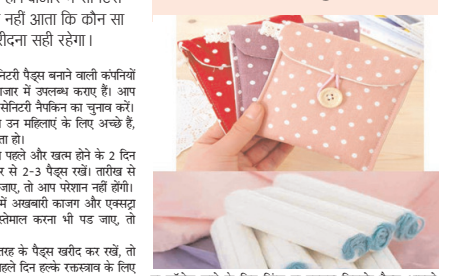 नहीं आता कि कौन सा
रीदना सही रहेगा।
निटरी पैड्स बनाने वाली कंपनियों
जार में उपलब्ध कराए हैं। आप
सेनिटरी नैपकिन का चुनाव करें।
उन महिलाएं के लिए अच्छे हैं,
ता हो।
पहले और खत्म होने के 2 दिन
र से 2-3 पैड्स रखें। तारीख से
जाए, तो आप परेशान नहीं होंगी।
में अखबारी कागज और एक्सट्रा
स्तेमाल करना भी पड जाए, तो
तरह के पैड्स खरीद कर रखें, तो
हले दिन हल्के रक्तस्राव के लिए